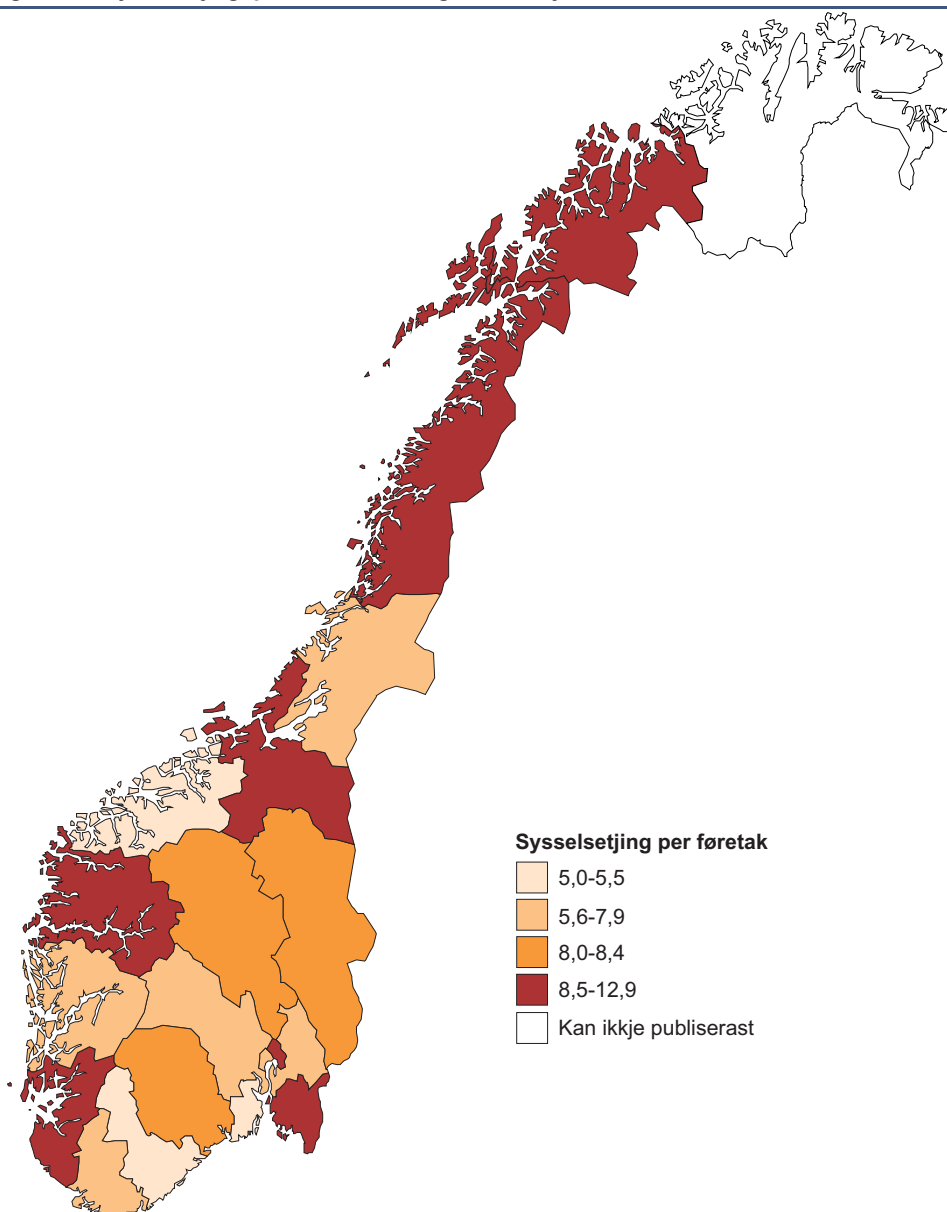 Sysselsetjing per føretak
5,0-5,5
5,6-7,9
8,0-8,4
8,5-12,9
Kan ikkje publiserast